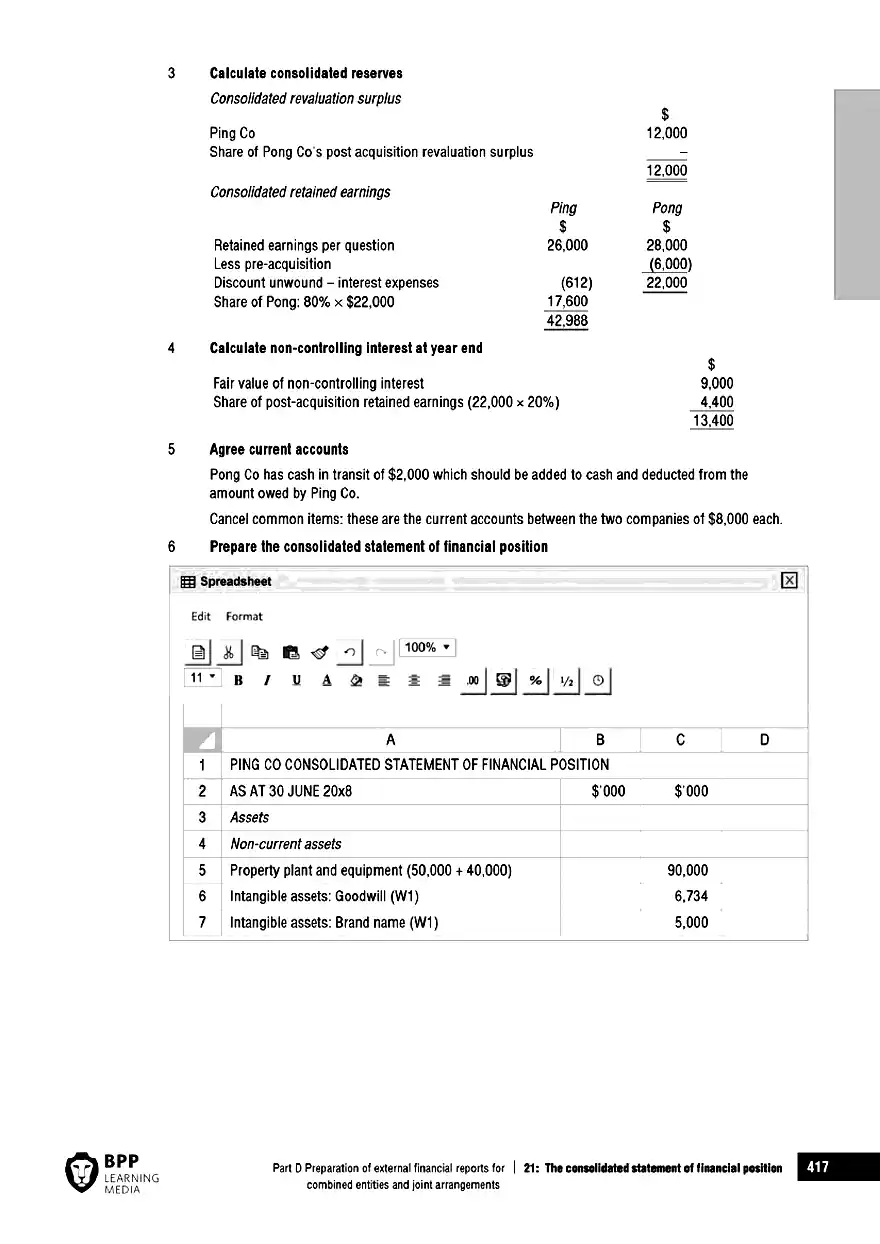 3 Calculate consolidated reserves
Consolidated revaluation surplus
$
Ping Co 12,000
Share of Pong Co's post acquisition revaluation surplus –
12,000
Consolidated retained earnings
Ping Pong
$ $
Retained earnings per question 26,000 28,000
Less pre-acquisition (6,000)
Discount unwound – interest expenses (612) 22,000
Share of Pong: 80% × $22,000 17,600
42,988
4 Calculate non-controlling interest at year end
$
Fair value of non-controlling interest 9,000
Share of post-acquisition retained earnings (22,000 × 20%) 4,400
13,400
5 Agree current accounts
Pong Co has cash in transit of $2,000 which should be added to cash and deducted from the
amount owed by Ping Co.
Cancel common items: these are the current accounts between the two companies of $8,000 each.
6 Prepare the consolidated statement of financial position
Spreadsheet
Edit Format
100%
11 B I U A .00 % 1/2
A B C D
1 PING CO CONSOLIDATED STATEMENT OF FINANCIAL POSITION
2 AS AT 30 JUNE 20x8 $'000 $'000
3 Assets
4 Non-current assets
5 Property plant and equipment (50,000 + 40,000) 90,000
6 Intangible assets: Goodwill (W1) 6,734
7 Intangible assets: Brand name (W1) 5,000
BPP
LEARNING
MEDIA
Part D Preparation of external financial reports for | 21: The consolidated statement of financial position 417
combined entities and joint arrangements